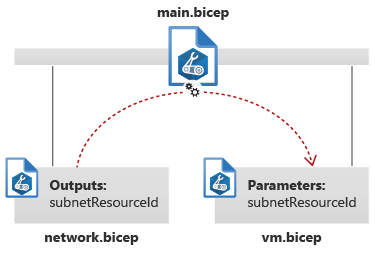 main.bicep
Outputs:
subnetResourceId
network.bicep
Parameters:
subnetResourceId
vm.bicep